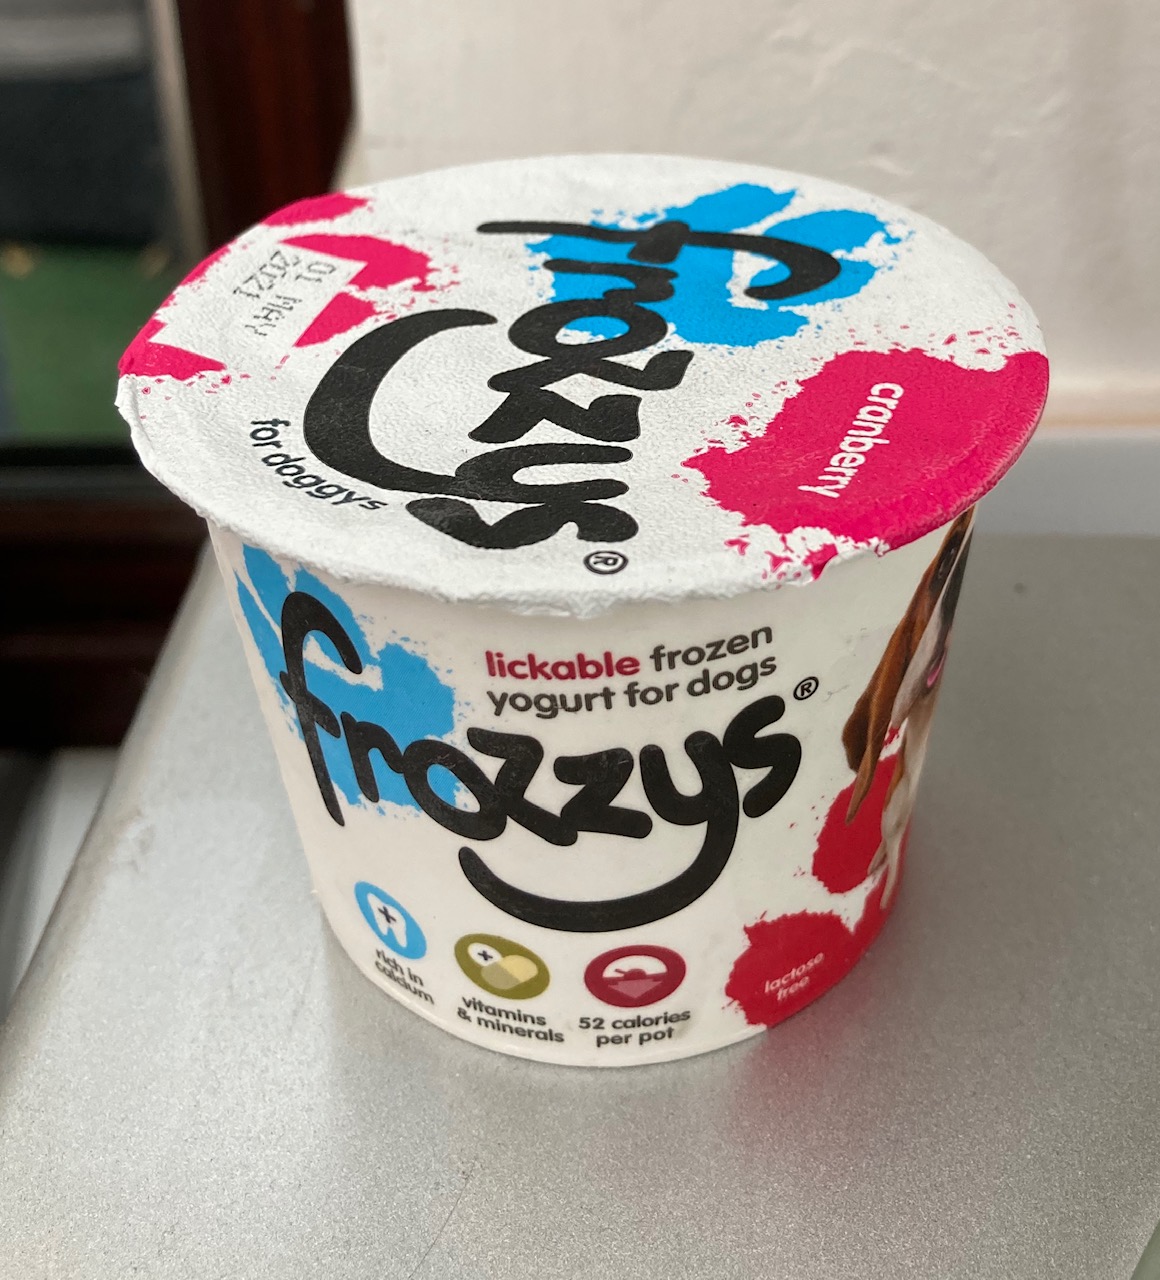 frozzys®
for doggys
cranberry
01 MAY
2021
lickable frozen
yogurt for dogs
frozzys®
rich in
calcium
vitamins
& minerals
52 calories
per pot
lactose
free